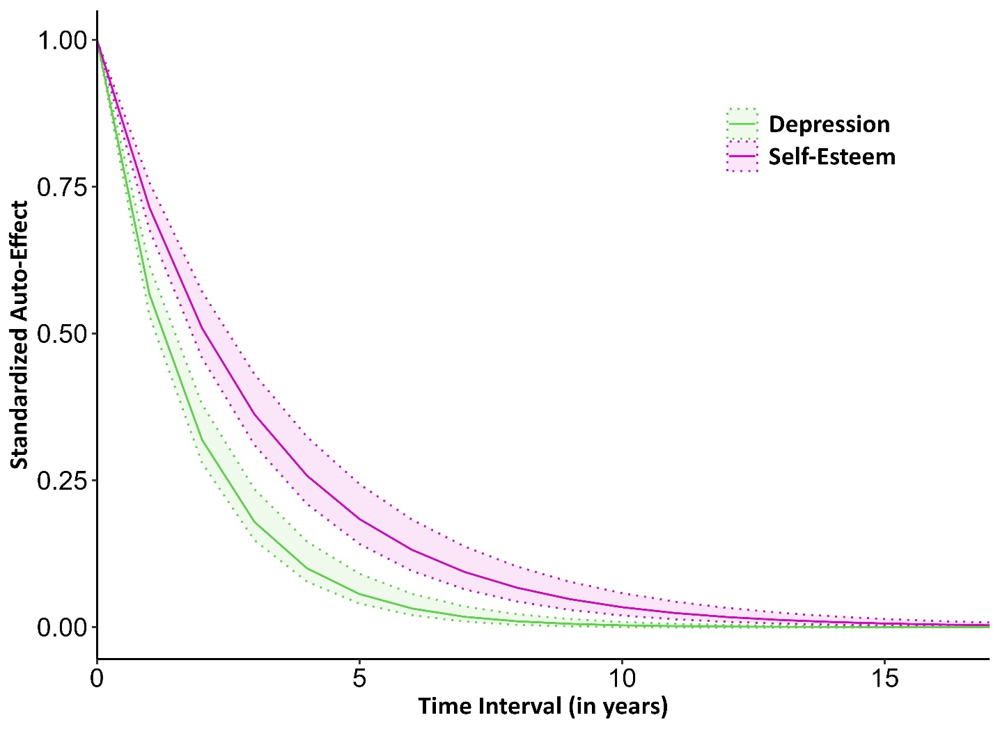 1.00
0.75
0.50
0.25
0.00
Standardized Auto-Effect
Depression
Self-Esteem
0 5 10 15
Time Interval (in years)